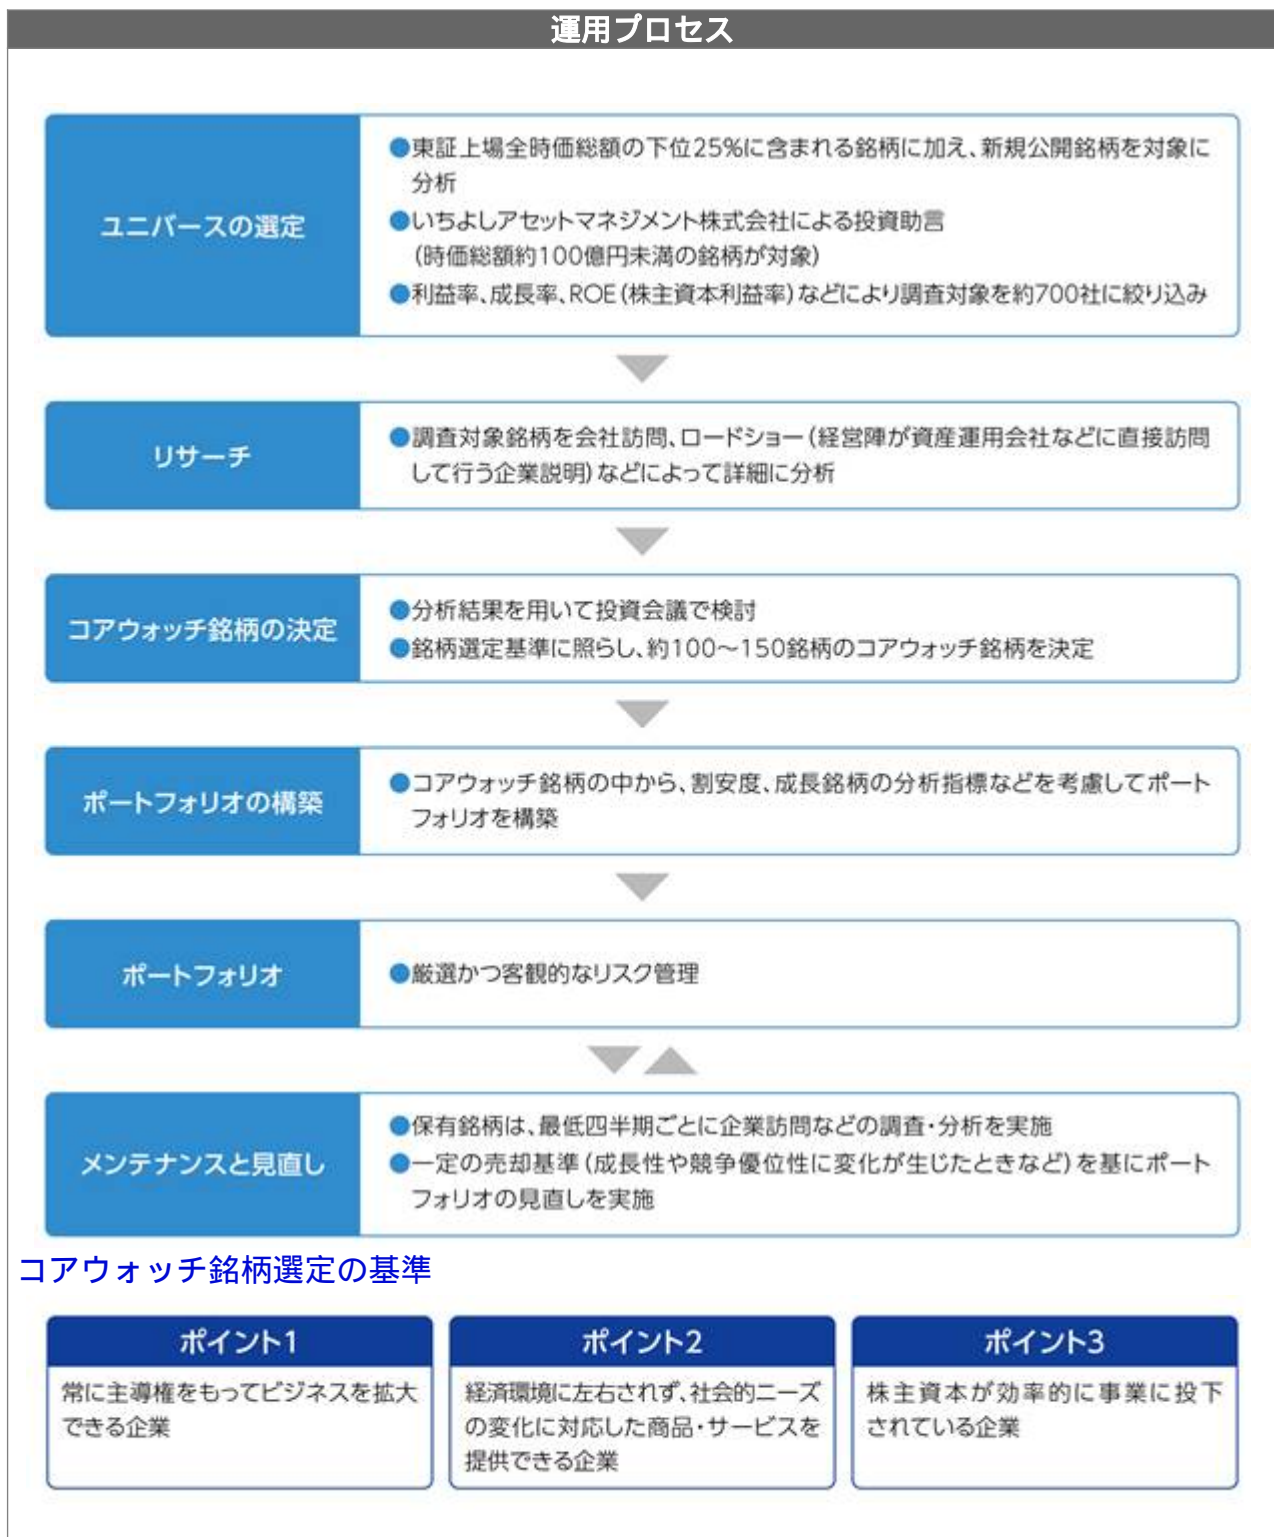 運用プロセス
ユニバースの選定
●東証上場全時価総額の下位25%に含まれる銘柄に加え、新規公開銘柄を対象に
分析
●いちよしアセットマネジメント株式会社による投資助言
(時価総額約100億円未満の銘柄が対象)
●利益率、成長率、ROE(株主資本利益率)などにより調査対象を約700社に絞り込み
リサーチ
●調査対象銘柄を会社訪問、ロードショー(経営陣が資産運用会社などに直接訪問
して行う企業説明)などによって詳細に分析
コアウォッチ銘柄の決定
●分析結果を用いて投資会議で検討
●銘柄選定基準に照らし、約100～150銘柄のコアウォッチ銘柄を決定
ポートフォリオの構築
●コアウォッチ銘柄の中から、割安度、成長銘柄の分析指標などを考慮してポート
フォリオを構築
ポートフォリオ
●厳選かつ客観的なリスク管理
メンテナンスと見直し
●保有銘柄は、最低四半期ごとに企業訪問などの調査・分析を実施
●一定の売却基準(成長性や競争優位性に変化が生じたときなど)を基にポート
フォリオの見直しを実施
コアウォッチ銘柄選定の基準
ポイント1
常に主導権をもってビジネスを拡大
できる企業
ポイント2
経済環境に左右されず、社会的ニーズ
の変化に対応した商品・サービスを
提供できる企業
ポイント3
株主資本が効率的に事業に投下
されている企業